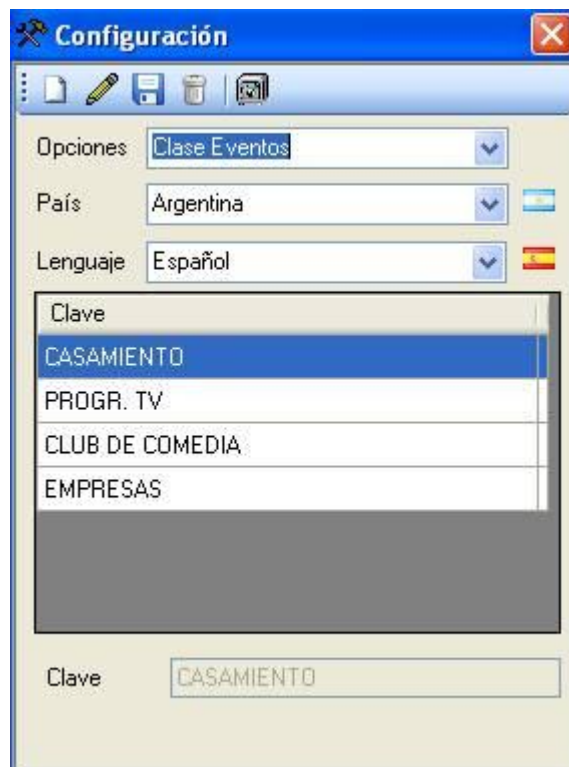 Configuración
Opciones Clase Eventos
País Argentina
Lenguaje Español
Clave
CASAMIENTO
PROGR. TV
CLUB DE COMEDIA
EMPRESAS
Clave CASAMIENTO